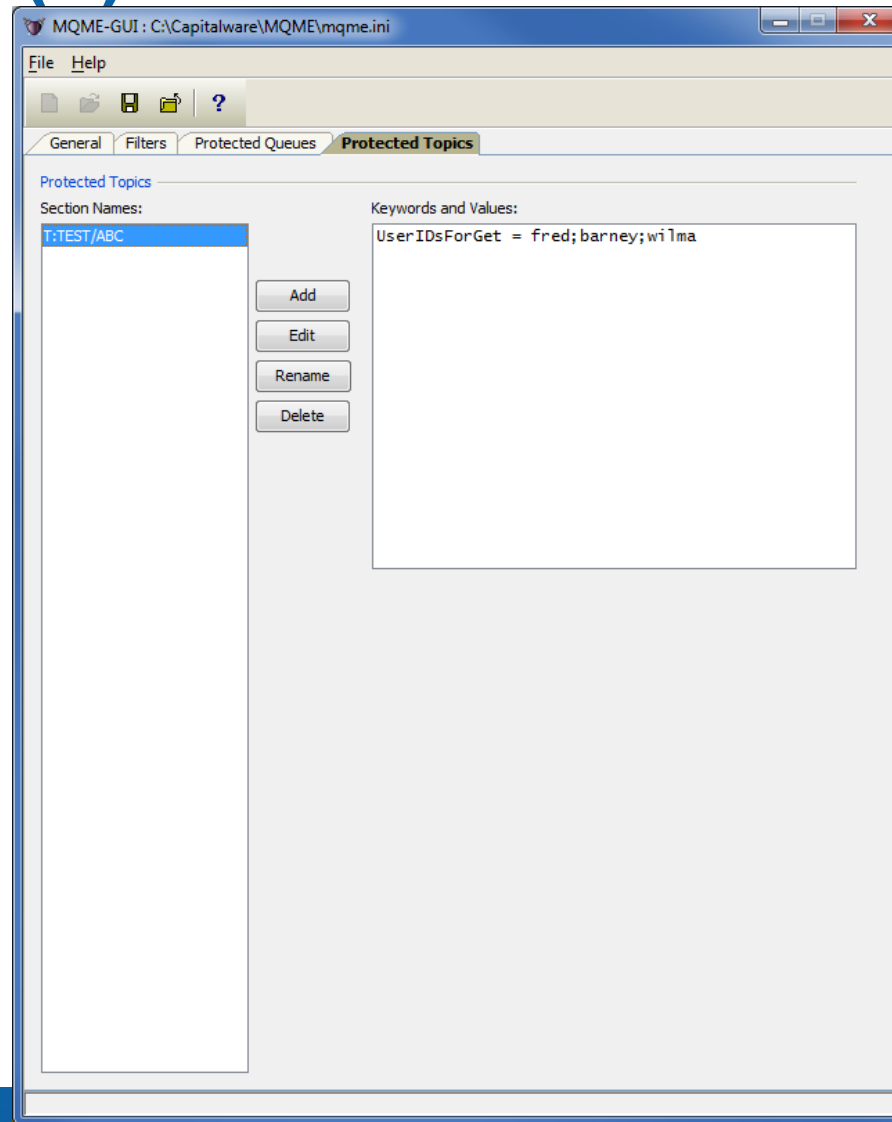 MQME-GUI : C:\Capitalware\MQME\mqme.ini
File Help
?
General Filters Protected Queues Protected Topics
Protected Topics
Section Names: Keywords and Values:
T:TEST/ABC UserIDsForGet = fred;barney;wilma
Add
Edit
Rename
Delete